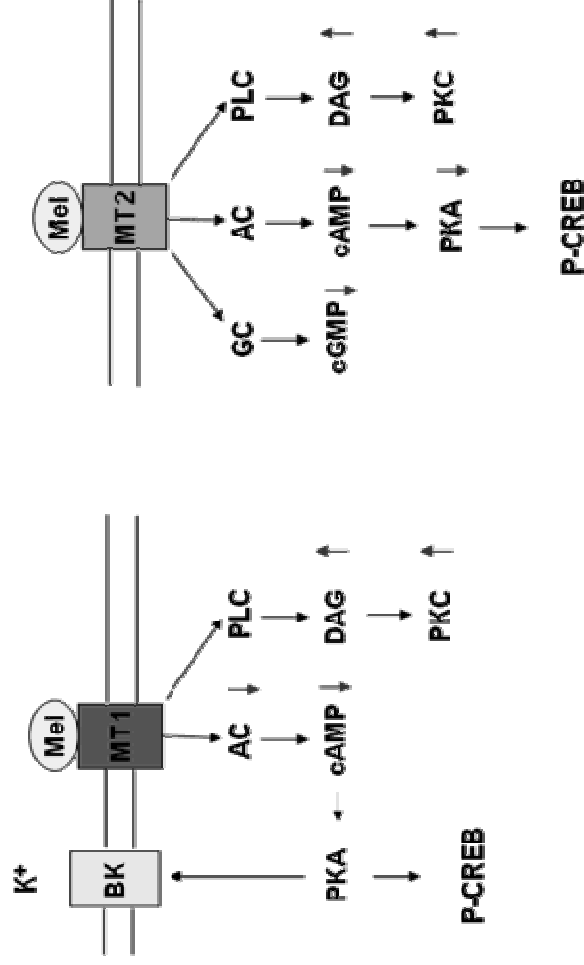 K+
Mel
BK MT1
AC PLC
PKA cAMP DAG
PKC
P-CREB
Mel
MT2
GC AC PLC
cGMP cAMP DAG
PKA PKC
P-CREB